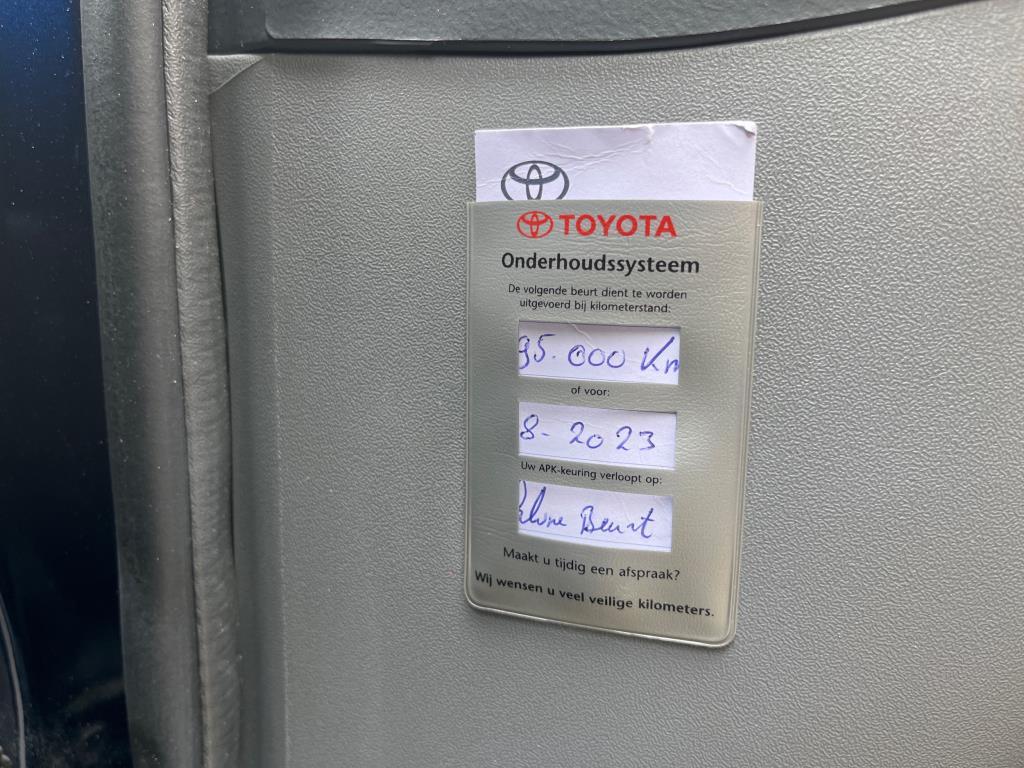 TOYOTA
Onderhoudssysteem
De volgende beurt dient te worden
uitgevoerd bij kilometerstand:
95.000 Km
of voor:
8-2023
Uw APK-keuring verloopt op:
Beurt
Maakt u tijdig een afspraak?
Wij wensen u veel veilige kilometers.